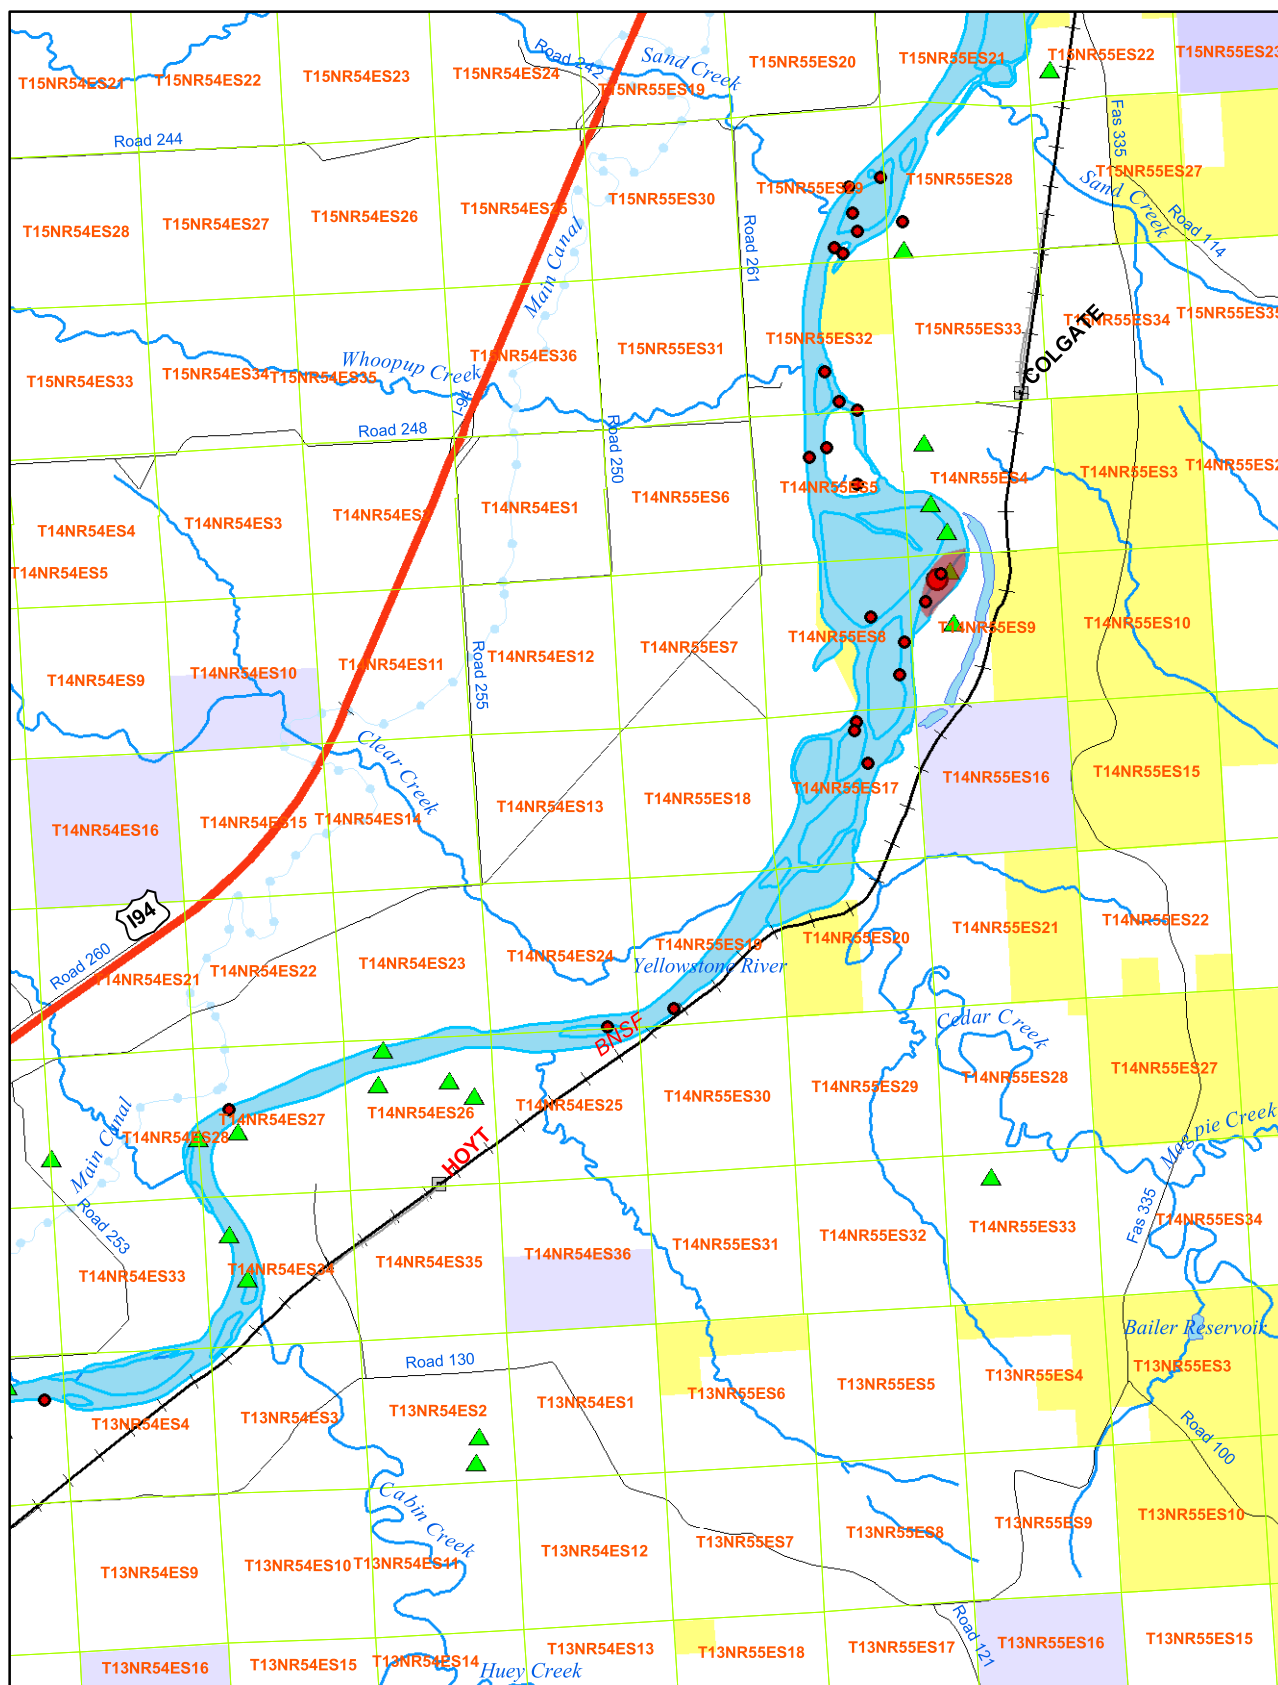 T15NR54ES21
T15NR54ES22
T15NR54ES23
T15NR54ES24
Road 242
Sand Creek
T15NR55ES19
T15NR55ES20
T15NR55ES21
T15NR55ES22
T15NR55ES23
Road 244
Fas 335
T15NR54ES28
T15NR54ES27
T15NR54ES26
T15NR54ES25
T15NR55ES30
T15NR55ES29
T15NR55ES28
T15NR55ES27
Sand Creek
Road 114
Main Canal
Road 261
T15NR54ES33
T15NR54ES34
T15NR54ES35
Whoopup Creek
T15NR54ES36
T15NR55ES31
T15NR55ES32
T15NR55ES33
T15NR55ES34
T15NR55ES35
COLGATE
I-94
Road 248
Road 250
T14NR54ES4
T14NR54ES5
T14NR54ES3
T14NR54ES2
T14NR54ES1
T14NR55ES6
T14NR55ES5
T14NR55ES4
T14NR55ES3
T14NR55ES2
T14NR54ES9
T14NR54ES10
T14NR54ES11
T14NR54ES12
Road 255
T14NR55ES7
T14NR55ES8
T14NR55ES9
T14NR55ES10
Clear Creek
T14NR54ES16
T14NR54ES15
T14NR54ES14
T14NR54ES13
T14NR55ES18
T14NR55ES17
T14NR55ES16
T14NR55ES15
I94
Road 260
T14NR54ES21
T14NR54ES22
T14NR54ES23
T14NR54ES24
T14NR55ES19
Yellowstone River
T14NR55ES20
T14NR55ES21
T14NR55ES22
BNSF
Cedar Creek
Main Canal
T14NR54ES28
T14NR54ES27
T14NR54ES26
T14NR54ES25
T14NR55ES30
T14NR55ES29
T14NR55ES28
T14NR55ES27
Magpie Creek
HOYT
Road 253
Fas 335
T14NR54ES33
T14NR54ES34
T14NR54ES35
T14NR54ES36
T14NR55ES31
T14NR55ES32
T14NR55ES33
T14NR55ES34
Bailer Reservoir
Road 130
T13NR54ES4
T13NR54ES3
T13NR54ES2
T13NR54ES1
T13NR55ES6
T13NR55ES5
T13NR55ES4
T13NR55ES3
Road 100
Cabin Creek
T13NR54ES9
T13NR54ES10
T13NR54ES11
T13NR54ES12
T13NR55ES7
T13NR55ES8
T13NR55ES9
T13NR55ES10
Road 121
T13NR54ES16
T13NR54ES15
T13NR54ES14
Huey Creek
T13NR54ES13
T13NR55ES18
T13NR55ES17
T13NR55ES16
T13NR55ES15